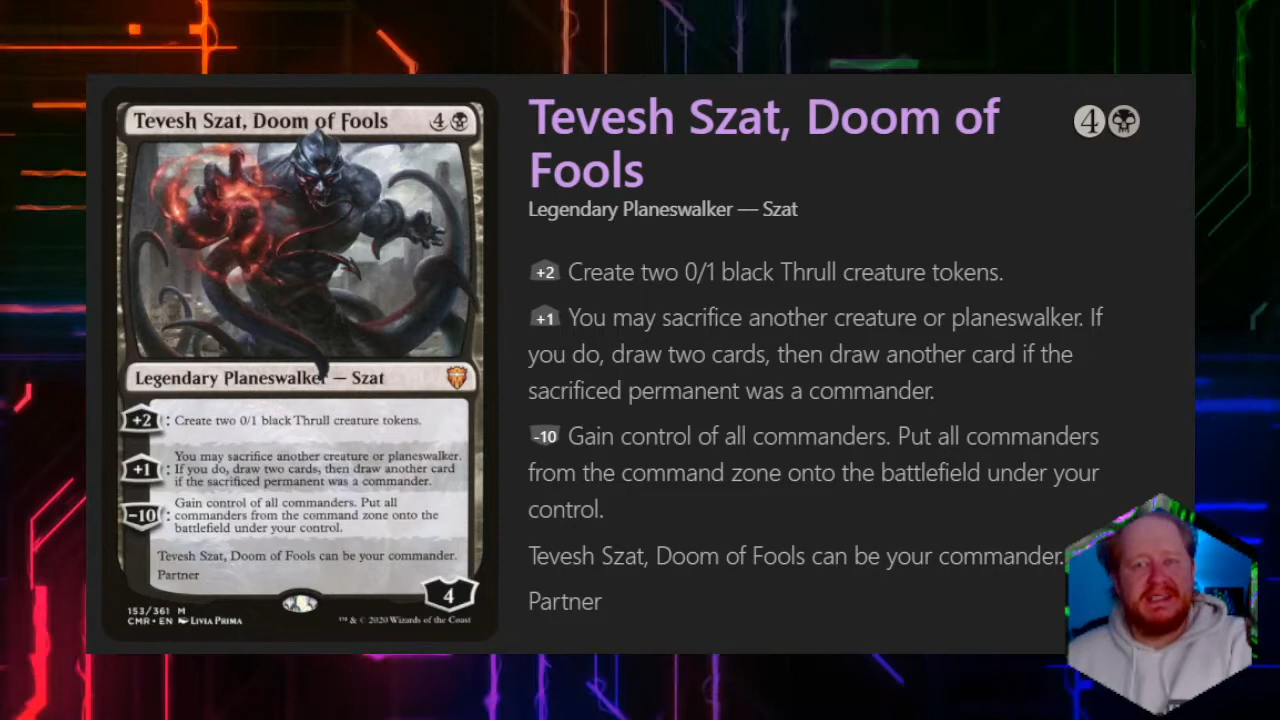 Tevesh Szat, Doom of Fools 4
Legendary Planeswalker — Szat
+2 : Create two 0/1 black Thrull creature tokens.
You may sacrifice another creature or planeswalker.
+1 : If you do, draw two cards, then draw another card
if the sacrificed permanent was a commander.
Gain control of all commanders. Put all
-10 : commanders from the command zone onto the
battlefield under your control.
Tevesh Szat, Doom of Fools can be your commander.
Partner
4
153/361 M
CMR • EN LIVIA PRIMA
™ & © 2020 Wizards of the Coast
Tevesh Szat, Doom of 4
Fools
Legendary Planeswalker — Szat
+2 Create two 0/1 black Thrull creature tokens.
+1 You may sacrifice another creature or planeswalker. If
you do, draw two cards, then draw another card if the
sacrificed permanent was a commander.
-10 Gain control of all commanders. Put all commanders
from the command zone onto the battlefield under your
control.
Tevesh Szat, Doom of Fools can be your commander.
Partner